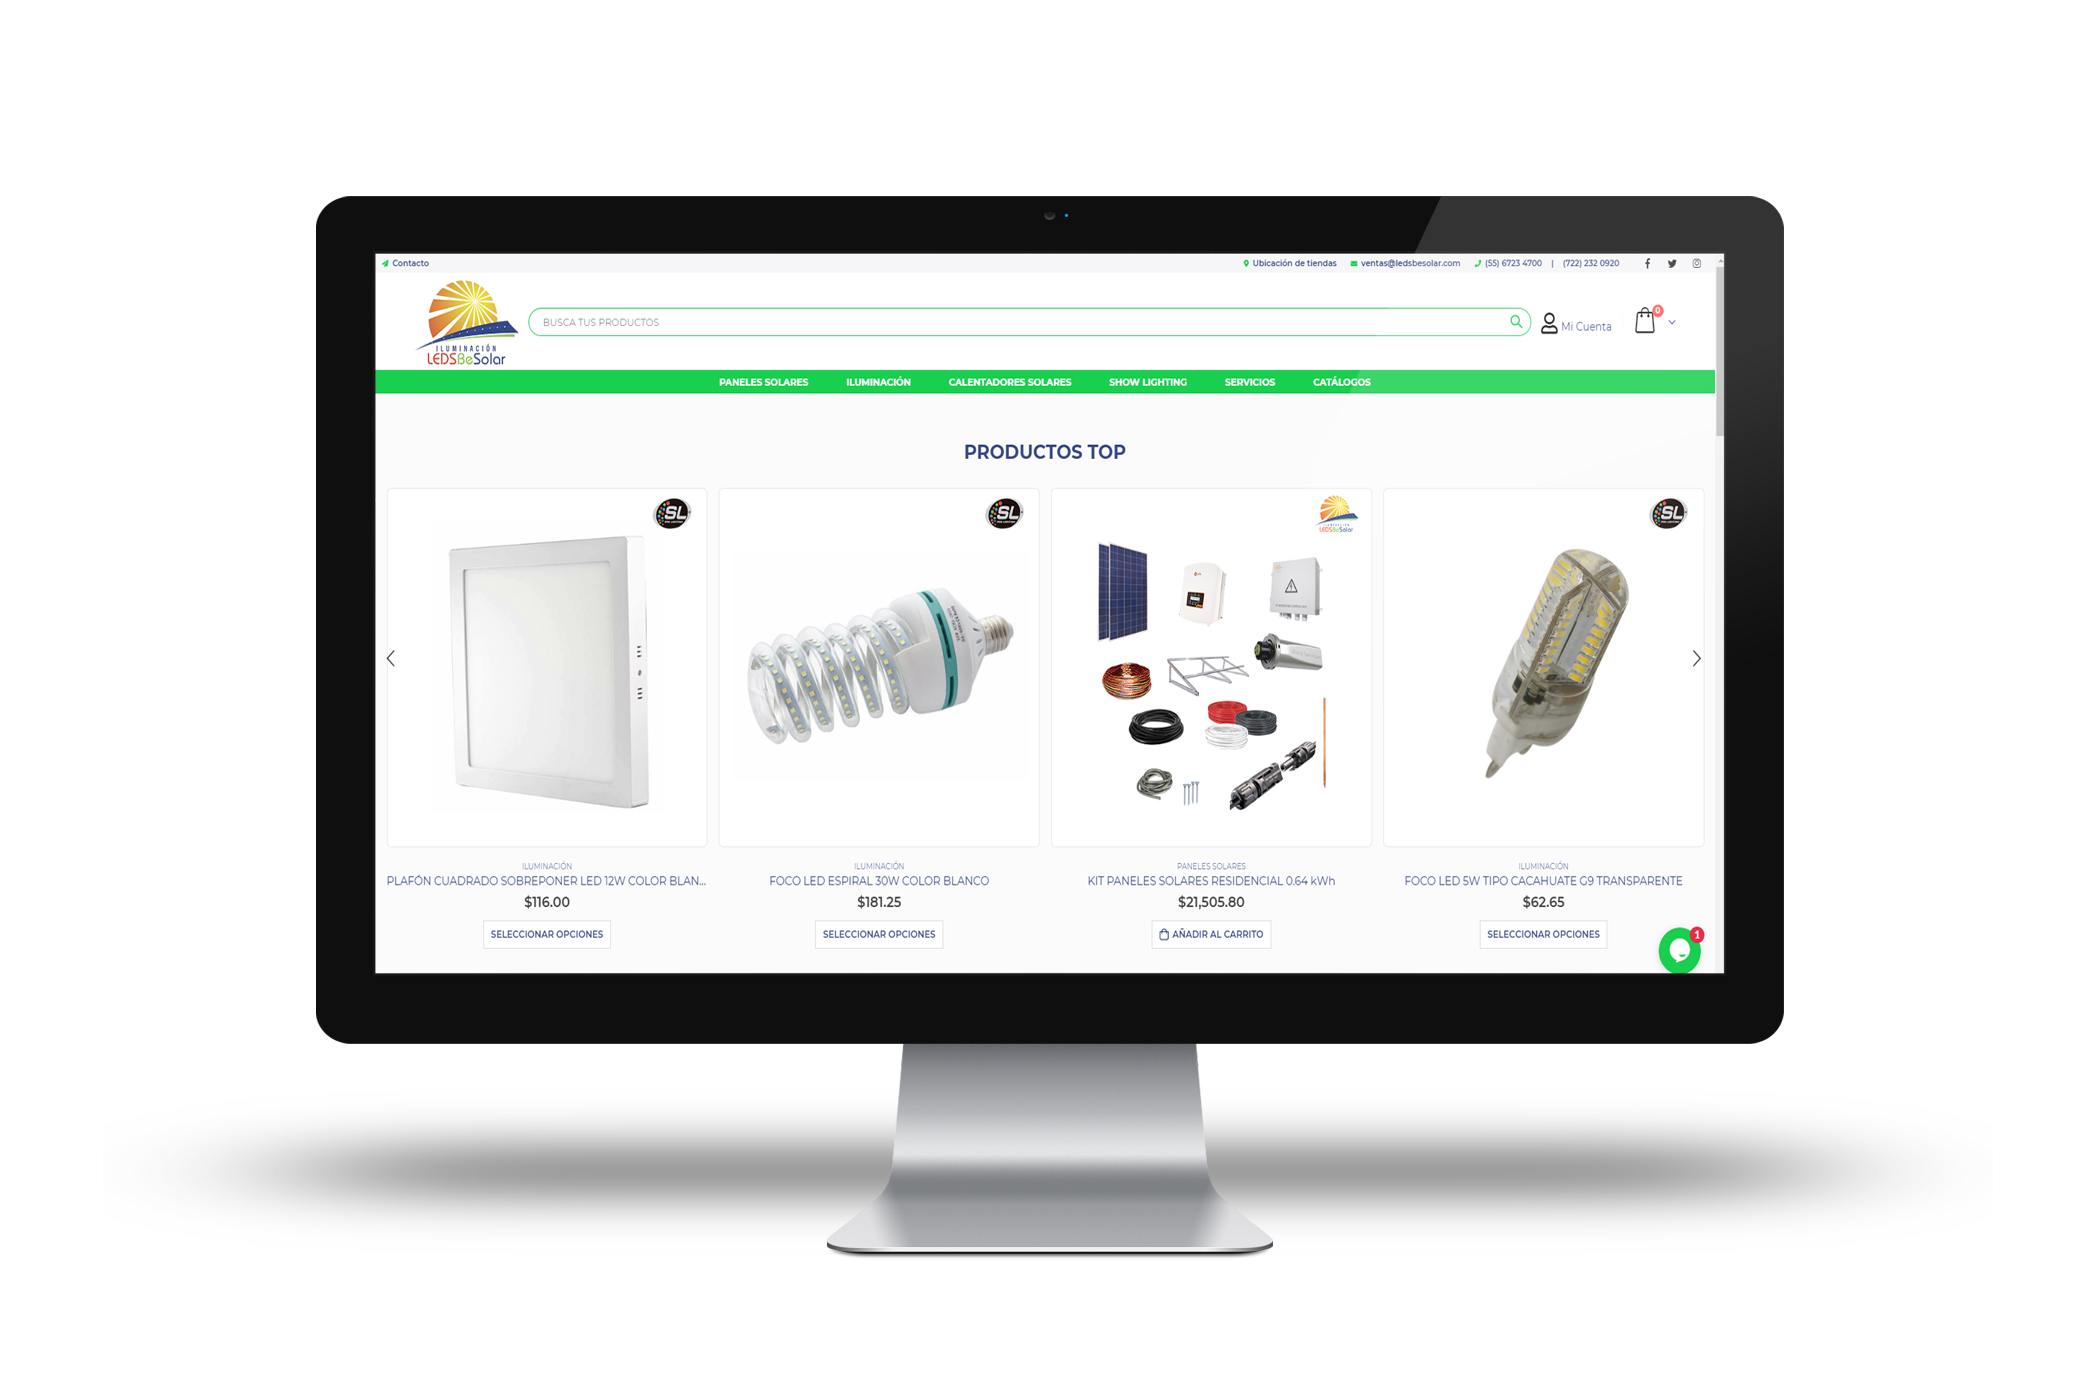 Contacto
Ubicación de tiendas
ventas@ledsbesolar.com
(55) 6723 4700 | (722) 232 0920
ILUMINACIÓN
LEDSBeSolar
BUSCA TUS PRODUCTOS
Mi Cuenta
0
PANELES SOLARES
ILUMINACIÓN
CALENTADORES SOLARES
SHOW LIGHTING
SERVICIOS
CATÁLOGOS
PRODUCTOS TOP
SL
SL
ILUMINACIÓN
LEDSBeSolar
SL
ILUMINACIÓN
PLAFÓN CUADRADO SOBREPONER LED 12W COLOR BLAN...
$116.00
SELECCIONAR OPCIONES
ILUMINACIÓN
FOCO LED ESPIRAL 30W COLOR BLANCO
$181.25
SELECCIONAR OPCIONES
PANELES SOLARES
KIT PANELES SOLARES RESIDENCIAL 0.64 kWh
$21,505.80
AÑADIR AL CARRITO
ILUMINACIÓN
FOCO LED 5W TIPO CACAHUATE G9 TRANSPARENTE
$62.65
SELECCIONAR OPCIONES
1